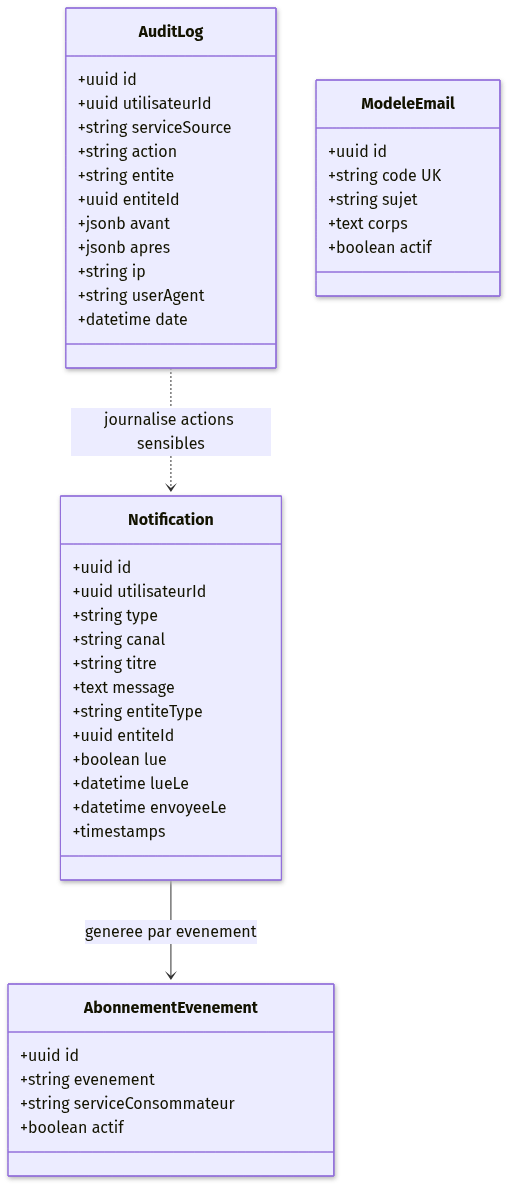 AuditLog
+uuid id
+uuid utilisateurId
+string serviceSource
+string action
+string entite
+uuid entiteId
+jsonb avant
+jsonb apres
+string ip
+string userAgent
+datetime date
ModeleEmail
+uuid id
+string code UK
+string sujet
+text corps
+boolean actif
journalise actions
sensibles
Notification
+uuid id
+uuid utilisateurId
+string type
+string canal
+string titre
+text message
+string entiteType
+uuid entiteId
+boolean lue
+datetime lueLe
+datetime envoyeeLe
+timestamps
generee par evenement
AbonnementEvenement
+uuid id
+string evenement
+string serviceConsommateur
+boolean actif